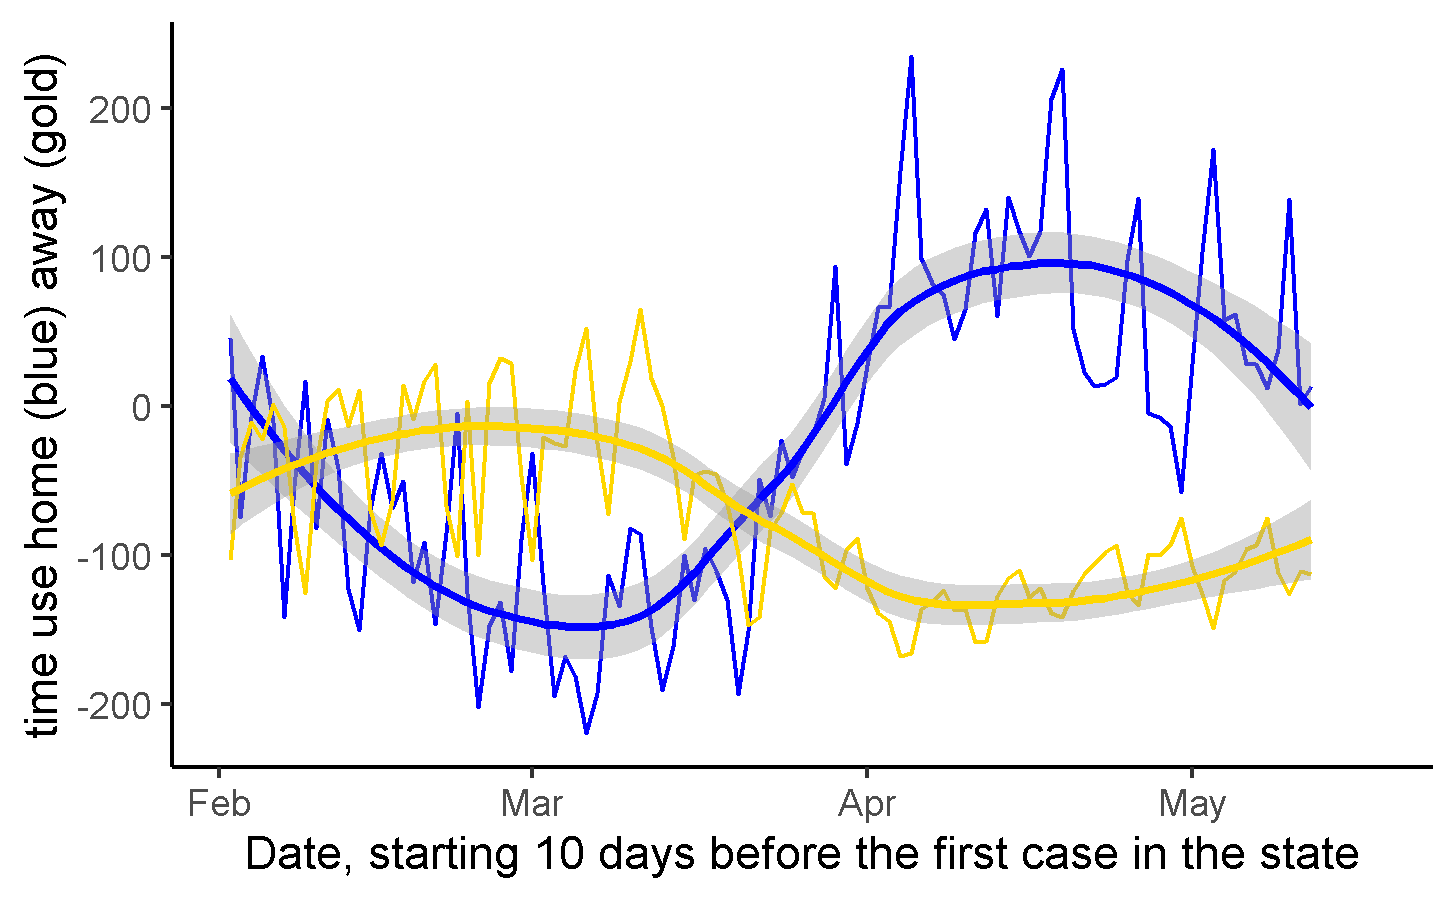 time use home (blue) away (gold)
200
100
0
-100
-200
Feb
Mar
Apr
May
Date, starting 10 days before the first case in the state